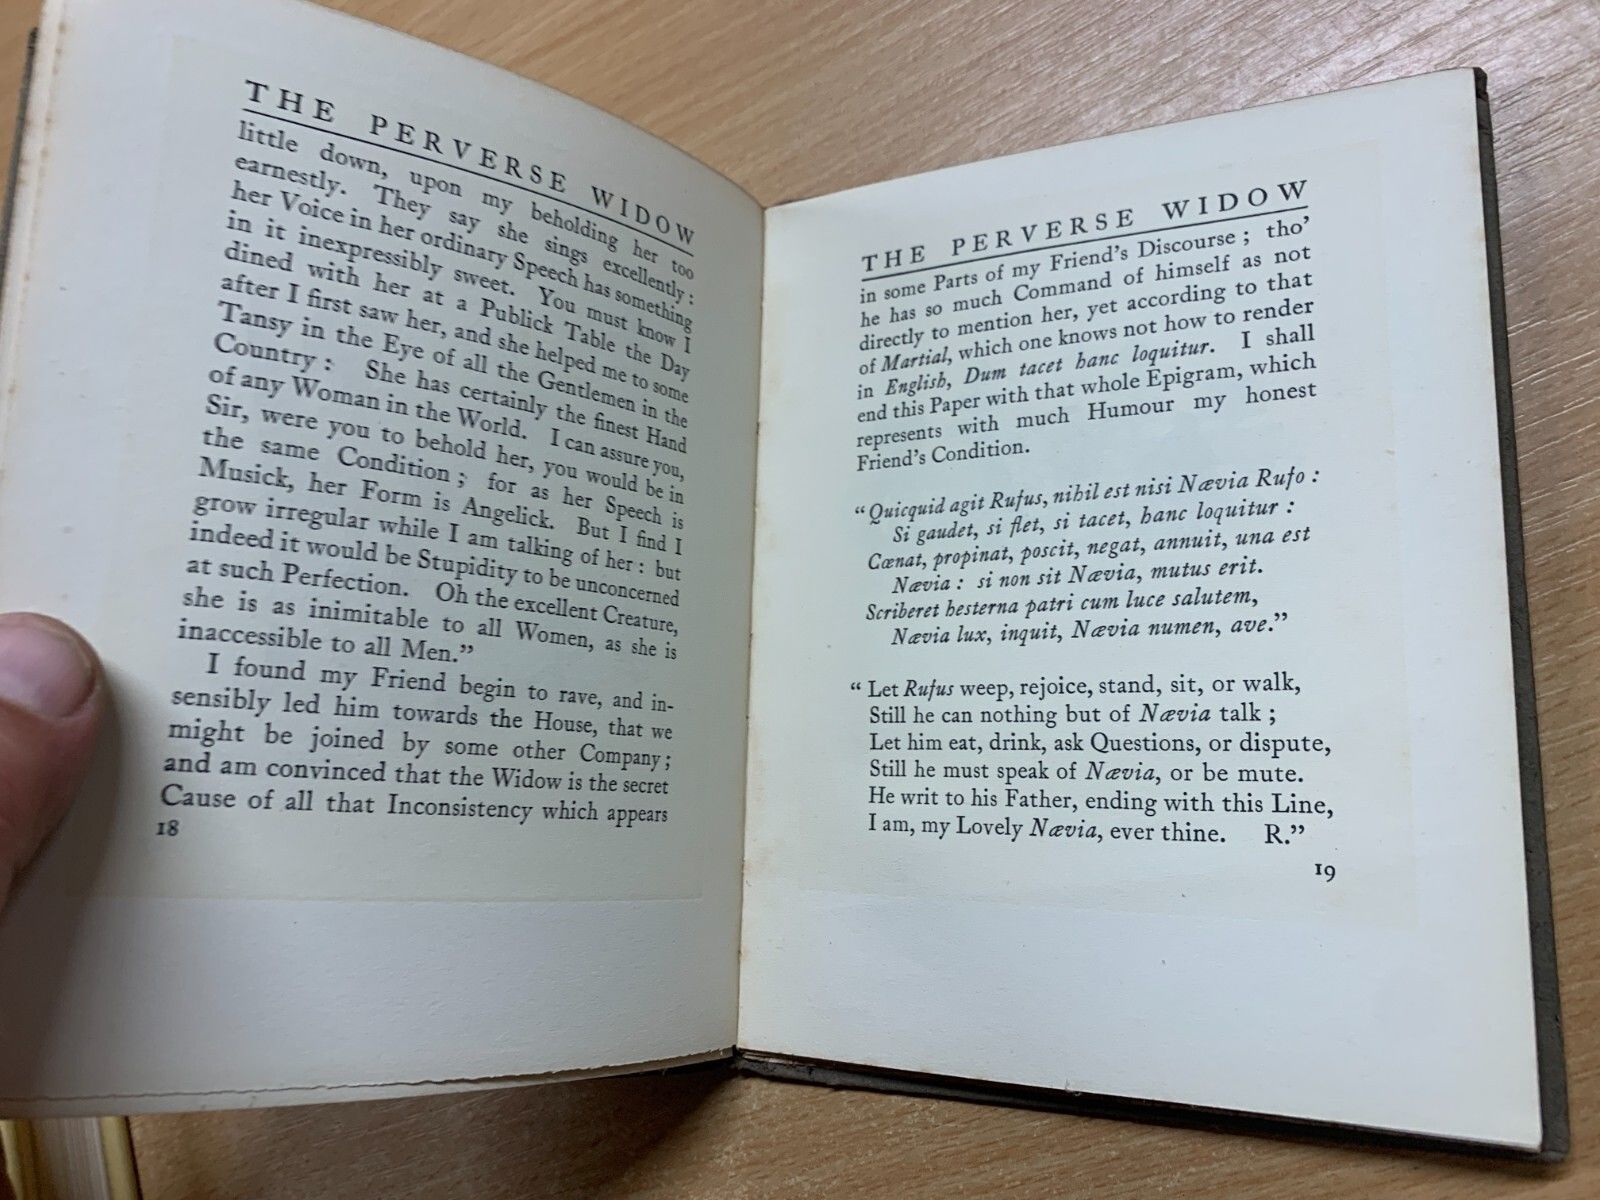 THE PERVERSE WIDOW
little down, upon my beholding her too
earnestly. They say she sings excellently :
her Voice in her ordinary Speech has something
in it inexpressibly sweet. You must know I
dined with her at a Publick Table the Day
after I first saw her, and she helped me to some
Tansy in the Eye of all the Gentlemen in the
Country : She has certainly the finest Hand
of any Woman in the World. I can assure you,
Sir, were you to behold her, you would be in
the same Condition ; for as her Speech is
Musick, her Form is Angelick. But I find I
grow irregular while I am talking of her : but
indeed it would be Stupidity to be unconcerned
at such Perfection. Oh the excellent Creature,
she is as inimitable to all Women, as she is
inaccessible to all Men.”
I found my Friend begin to rave, and in-
sensibly led him towards the House, that we
might be joined by some other Company ;
and am convinced that the Widow is the secret
Cause of all that Inconsistency which appears
18
THE PERVERSE WIDOW
in some Parts of my Friend's Discourse ; tho'
he has so much Command of himself as not
directly to mention her, yet according to that
of Martial, which one knows not how to render
in English, Dum tacet hanc loquitur. I shall
end this Paper with that whole Epigram, which
represents with much Humour my honest
Friend's Condition.
“ Quicquid agit Rufus, nihil est nisi Nævia Rufo :
Si gaudet, si flet, si tacet, hanc loquitur :
Cœnat, propinat, poscit, negat, annuit, una est
Nævia : si non sit Nævia, mutus erit.
Scriberet hesterna patri cum luce salutem,
Nævia lux, inquit, Nævia numen, ave.”
“ Let Rufus weep, rejoice, stand, sit, or walk,
Still he can nothing but of Nævia talk ;
Let him eat, drink, ask Questions, or dispute,
Still he must speak of Nævia, or be mute.
He writ to his Father, ending with this Line,
I am, my Lovely Nævia, ever thine. R.”
19